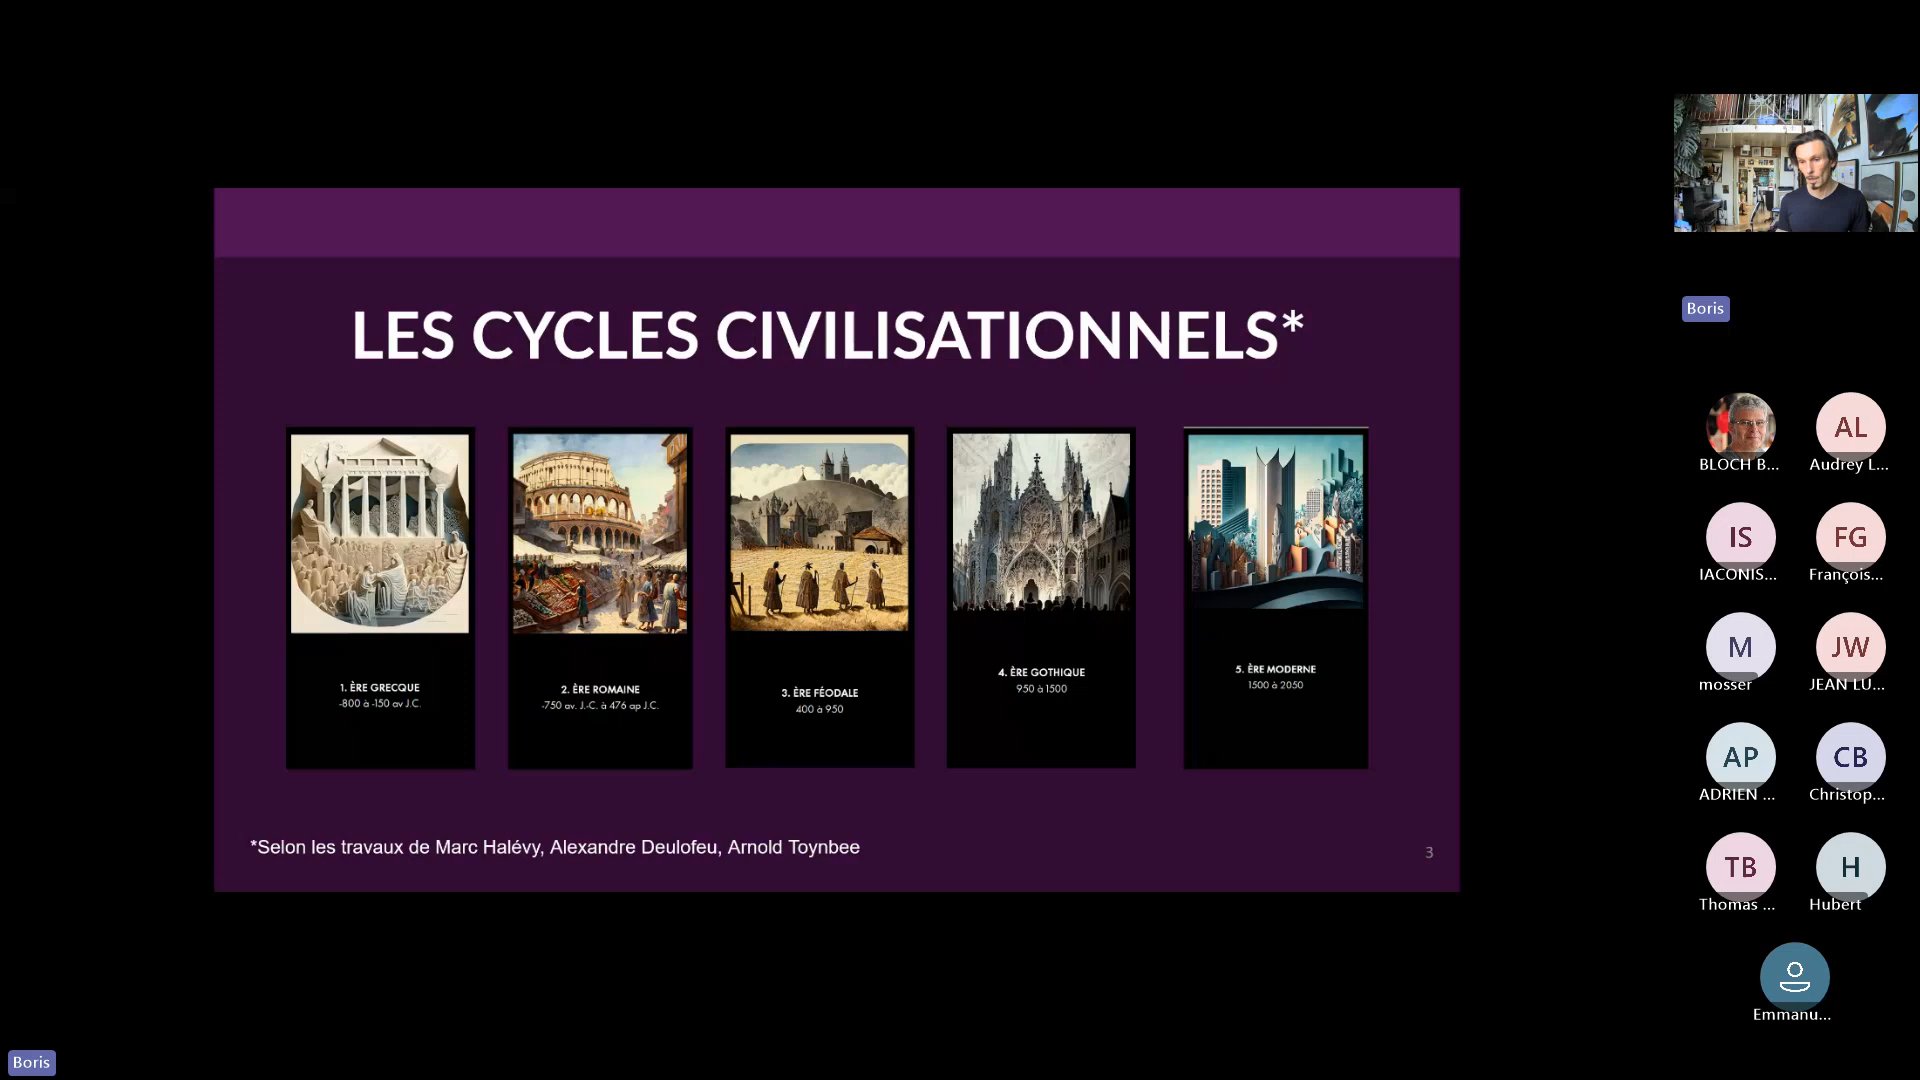 LES CYCLES CIVILISATIONNELS*
1. ÈRE GRECQUE
-800 à -150 av J.C.
2. ÈRE ROMAINE
-750 av. J.-C. à 476 ap J.C.
3. ÈRE FÉODALE
400 à 950
4. ÈRE GOTHIQUE
950 à 1500
5. ÈRE MODERNE
1500 à 2050
*Selon les travaux de Marc Halévy, Alexandre Deulofeu, Arnold Toynbee
3
Boris
BLOCH B...
AL
Audrey L...
IS
IACONIS...
FG
François...
M
mosser
JW
JEAN LU...
AP
ADRIEN ...
CB
Christop...
TB
Thomas ...
H
Hubert
Emmanu...
Boris